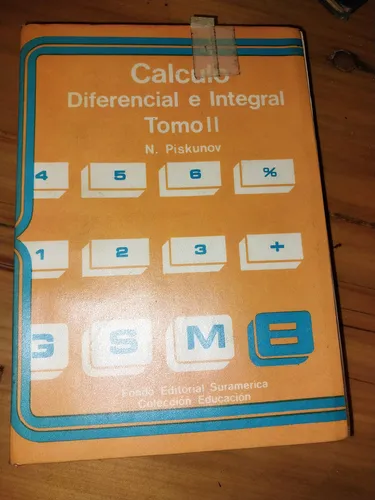 Calculo
Diferencial e Integral
Tomo II
N. Piskunov
4 5 6 %
1 2 3 +
G S M E
Fondo Editorial Suramerica
Colección Educación